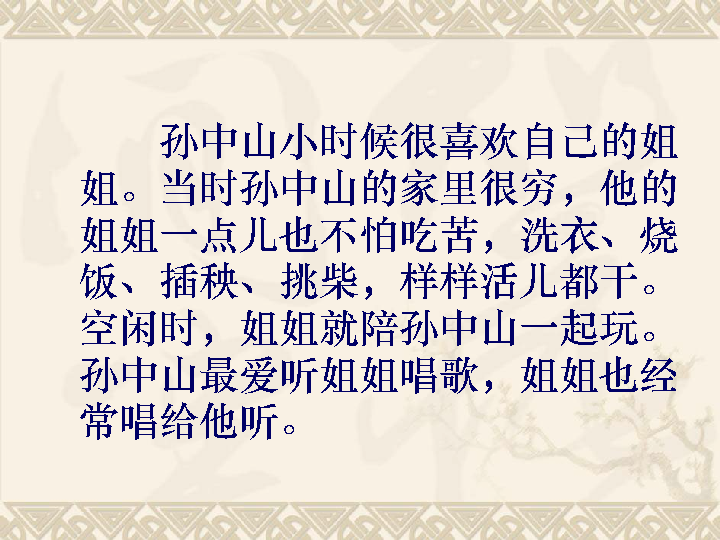 孙中山小时候很喜欢自己的姐
姐。当时孙中山的家里很穷，他的
姐姐一点儿也不怕吃苦，洗衣、烧
饭、插秧、挑柴，样样活儿都干。
空闲时，姐姐就陪孙中山一起玩。
孙中山最爱听姐姐唱歌，姐姐也经
常唱给他听。